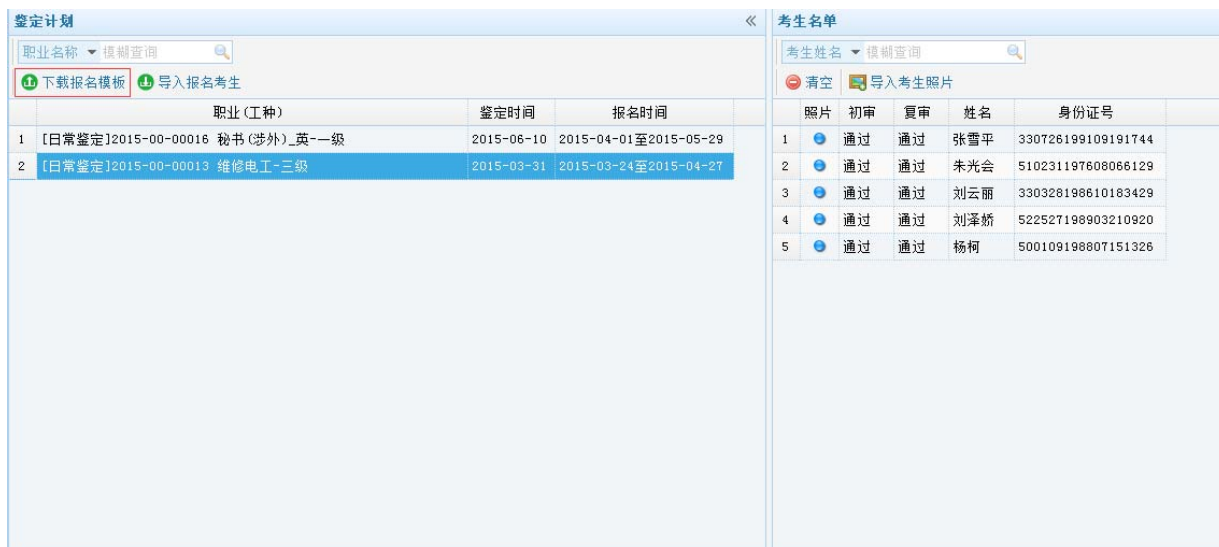 鉴定计划
职业名称 模糊查询
下载报名模板 导入报名考生
职业(工种) 鉴定时间 报名时间
1 [日常鉴定]2015-00-00016 秘书(涉外)_英-一级 2015-06-10 2015-04-01至2015-05-29
2 [日常鉴定]2015-00-00013 维修电工-三级 2015-03-31 2015-03-24至2015-04-27
考生名单
考生姓名 模糊查询
清空 导入考生照片
照片 初审 复审 姓名 身份证号
1 通过 通过 张雪平 330726199109191744
2 通过 通过 朱光会 510231197608066129
3 通过 通过 刘云丽 330328198610183429
4 通过 通过 刘泽娇 522527198903210920
5 通过 通过 杨柯 500109198807151326